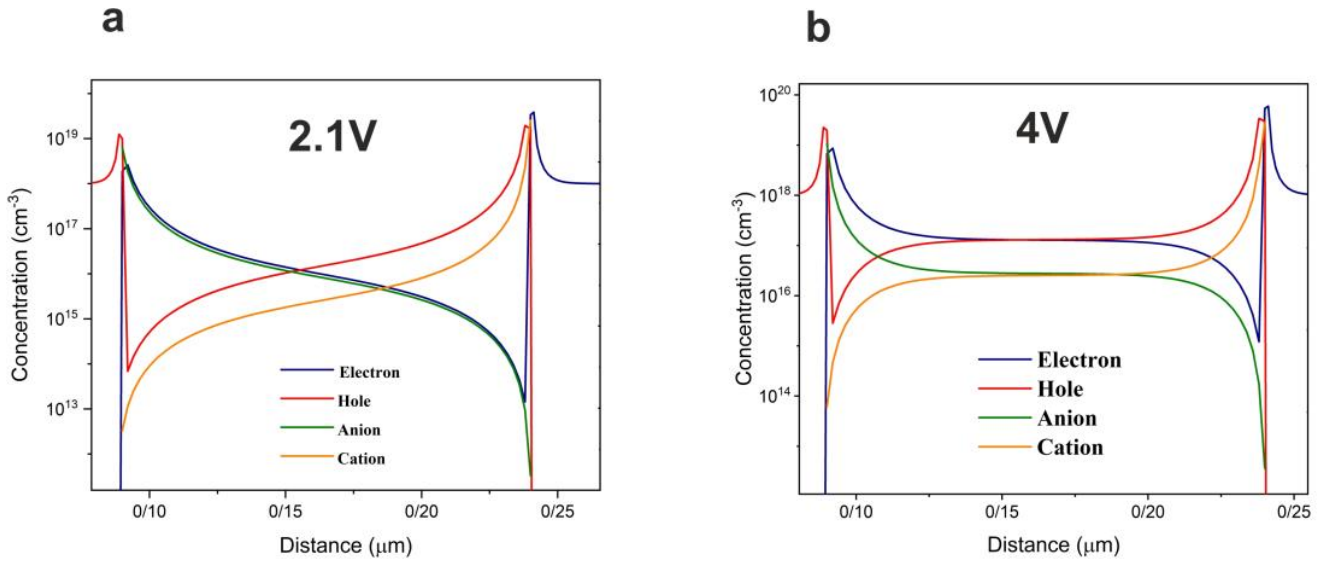 a
2.1V
10¹⁹
10¹⁷
10¹⁵
10¹³
Concentration (cm⁻³)
Electron
Hole
Anion
Cation
0/10
0/15
0/20
0/25
Distance (μm)
b
4V
10²⁰
10¹⁸
10¹⁶
10¹⁴
Concentration (cm⁻³)
Electron
Hole
Anion
Cation
0/10
0/15
0/20
0/25
Distance (μm)